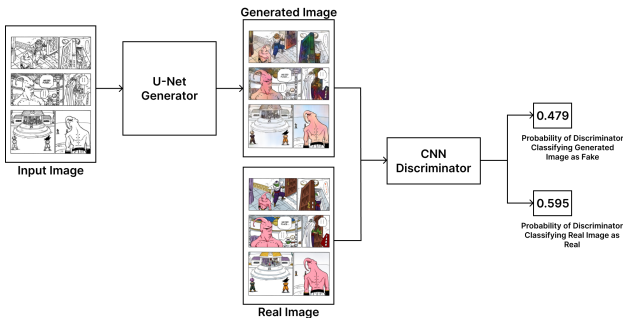 Generated Image
U-Net
Generator
Input Image
CNN
Discriminator
0.479
Probability of Discriminator
Classifying Generated
Image as Fake
0.595
Probability of Discriminator
Classifying Real Image as
Real
Real Image